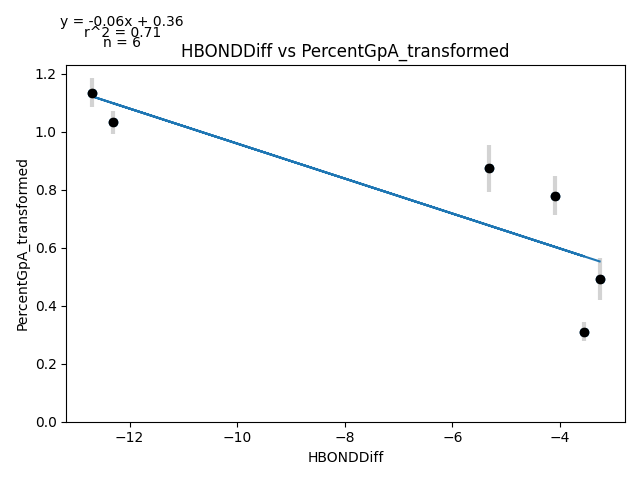 y = -0.06x + 0.36
r^2 = 0.71
n = 6
HBONDDiff vs PercentGpA_transformed
1.2
1.0
0.8
0.6
0.4
0.2
0.0
PercentGpA_transformed
−12
−10
−8
−6
−4
HBONDDiff